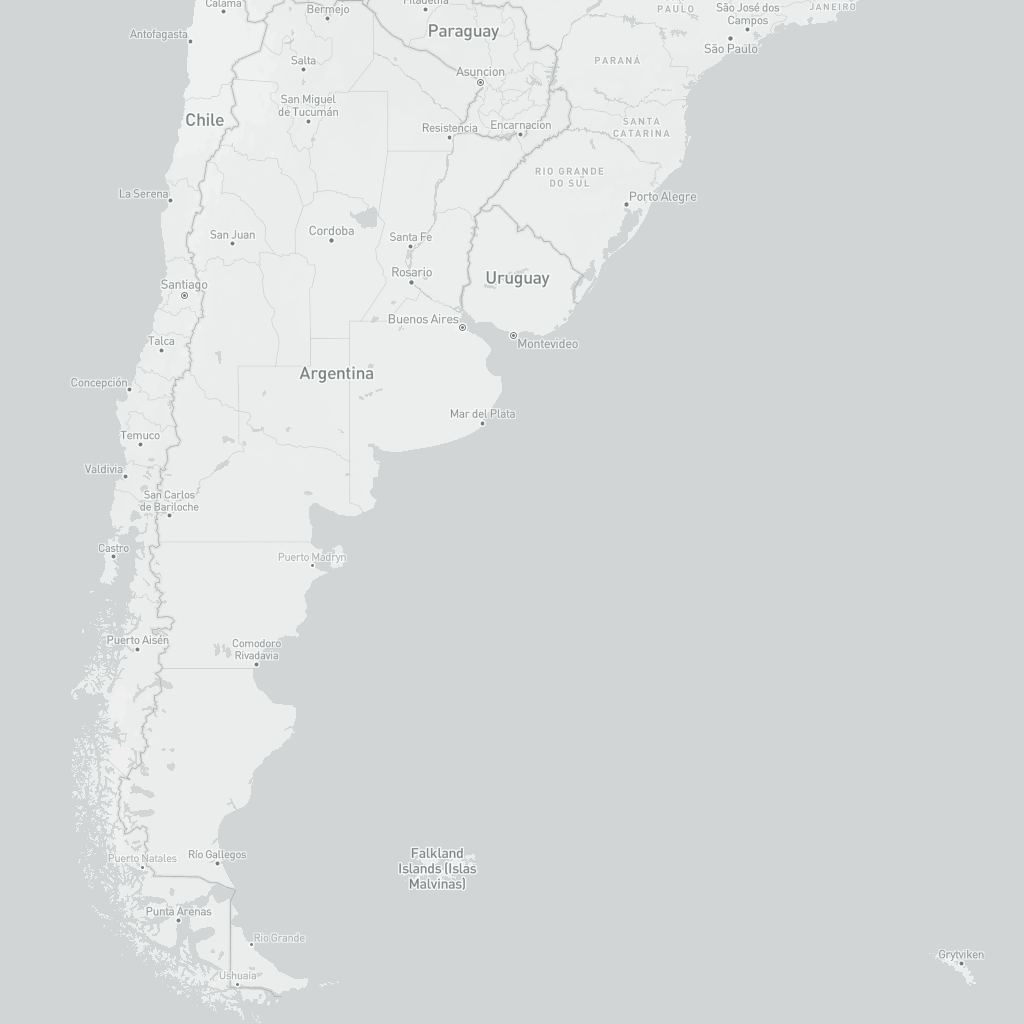 Calama
Bermejo
Filadelfia
PAULO
São José dos
Campos
JANEIRO
Antofagasta
Paraguay
São Paulo
Salta
Asuncion
PARANÁ
San Miguel
de Tucumán
Chile
Resistencia
Encarnacion
SANTA
CATARINA
RIO GRANDE
DO SUL
La Serena
Porto Alegre
San Juan
Cordoba
Santa Fe
Rosario
Uruguay
Santiago
Buenos Aires
Montevideo
Talca
Argentina
Concepción
Mar del Plata
Temuco
Valdivia
San Carlos
de Bariloche
Castro
Puerto Madryn
Puerto Aisén
Comodoro
Rivadavia
Falkland
Islands (Islas
Malvinas)
Puerto Natales
Río Gallegos
Punta Arenas
Rio Grande
Ushuaia
Grytviken